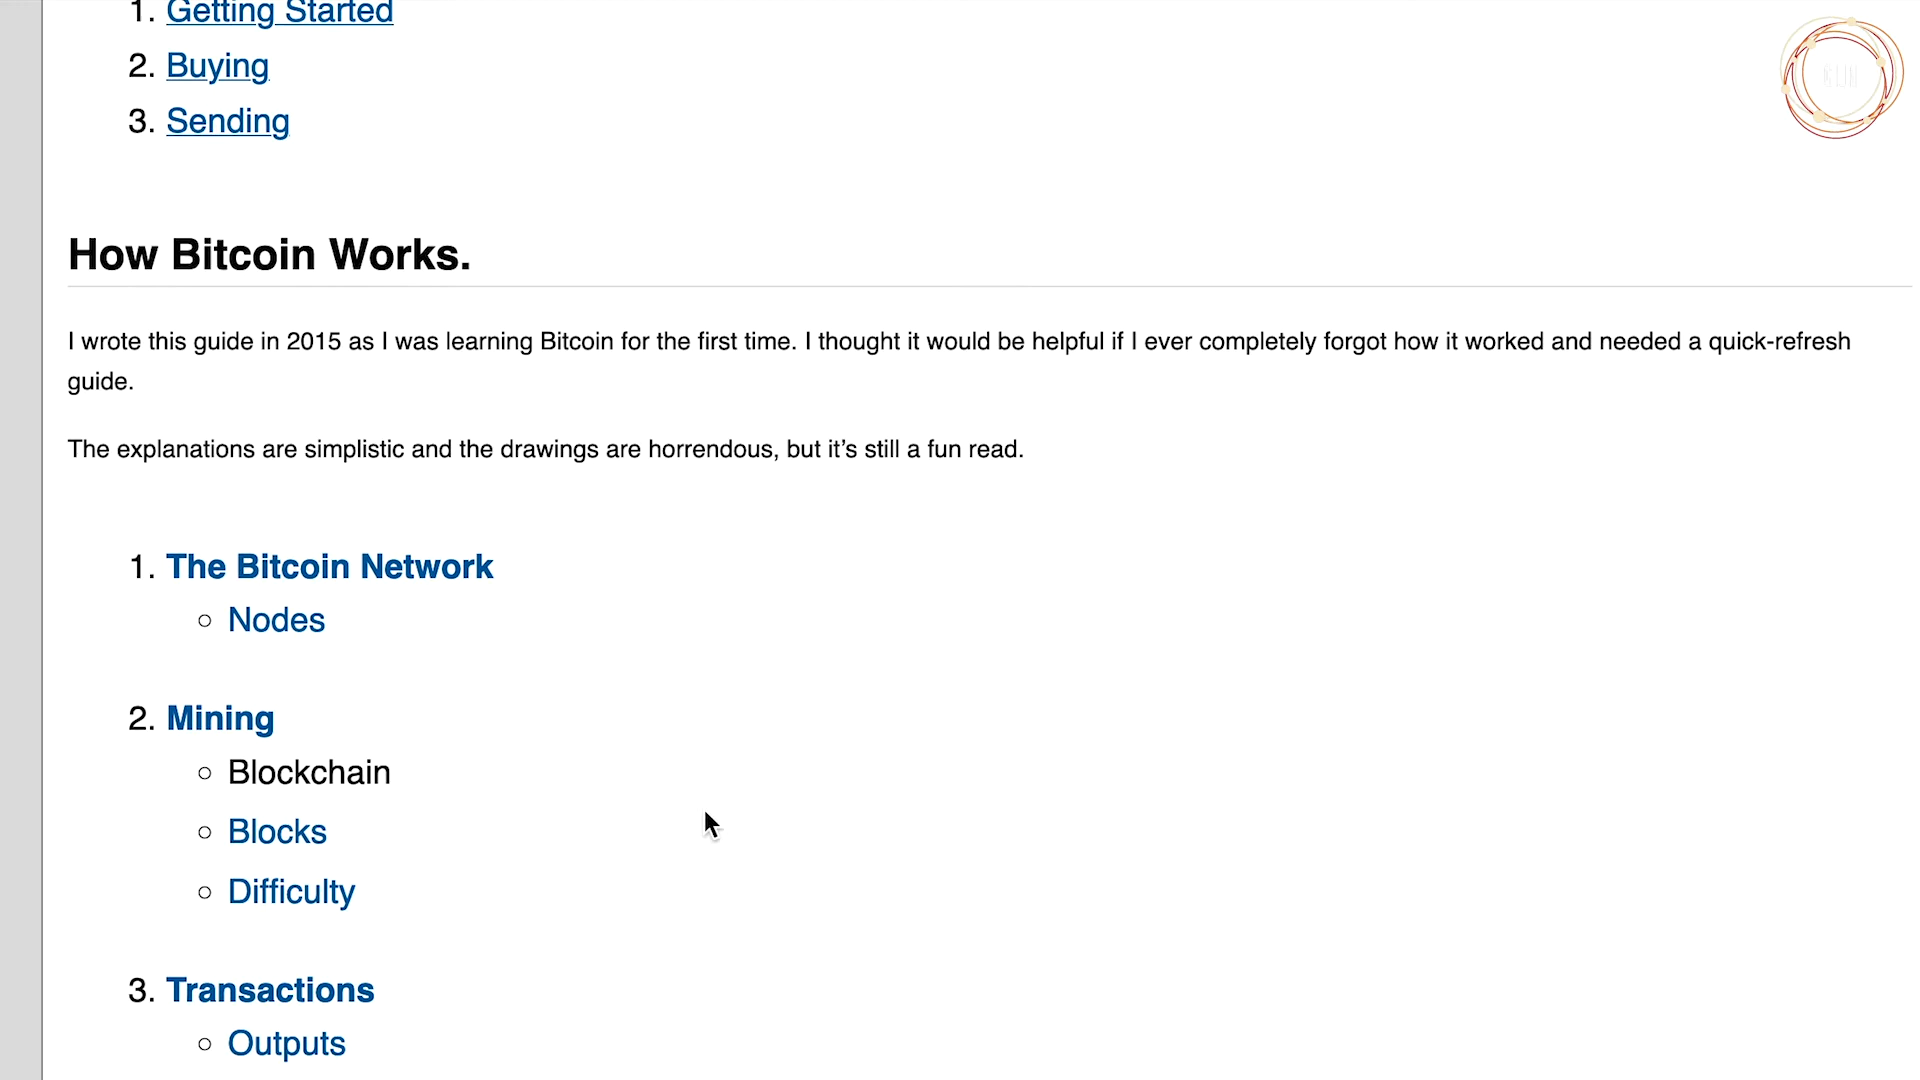 1. Getting Started
2. Buying
3. Sending
How Bitcoin Works.
I wrote this guide in 2015 as I was learning Bitcoin for the first time. I thought it would be helpful if I ever completely forgot how it worked and needed a quick-refresh
guide.
The explanations are simplistic and the drawings are horrendous, but it’s still a fun read.
1. The Bitcoin Network
Nodes
2. Mining
Blockchain
Blocks
Difficulty
3. Transactions
Outputs